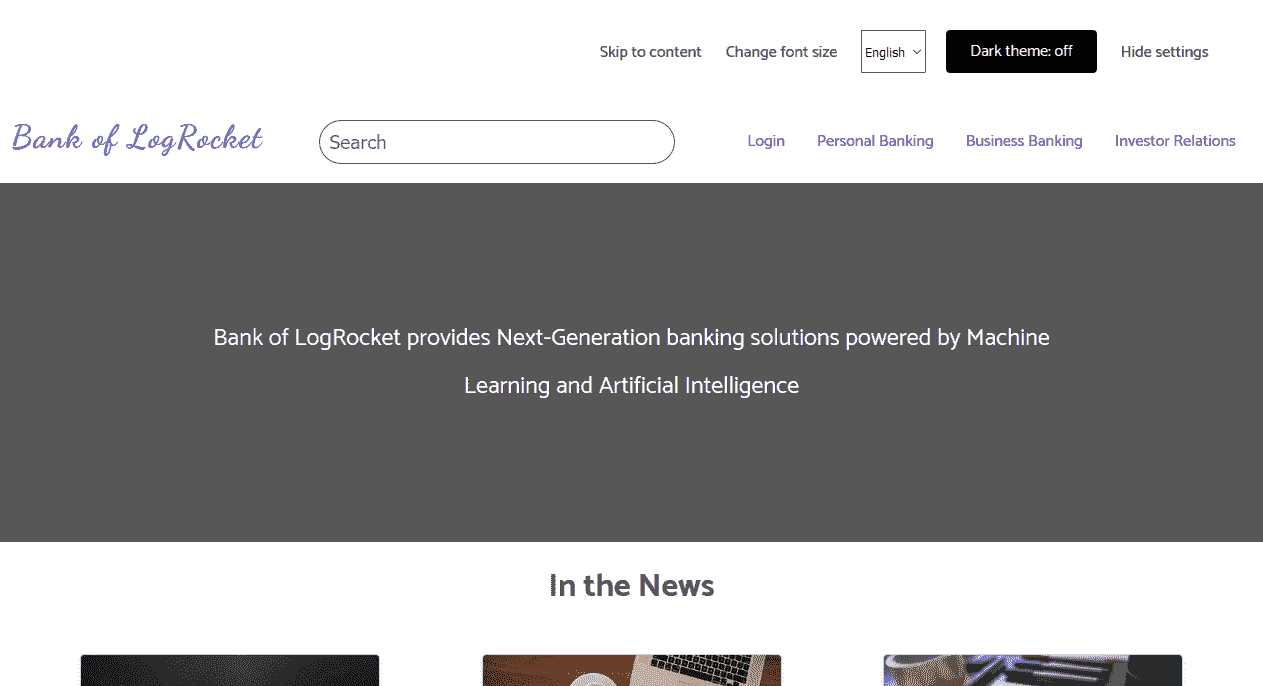 Skip to content Change font size English Dark theme: off Hide settings
Bank of LogRocket Search Login Personal Banking Business Banking Investor Relations
Bank of LogRocket provides Next-Generation banking solutions powered by Machine
Learning and Artificial Intelligence
In the News